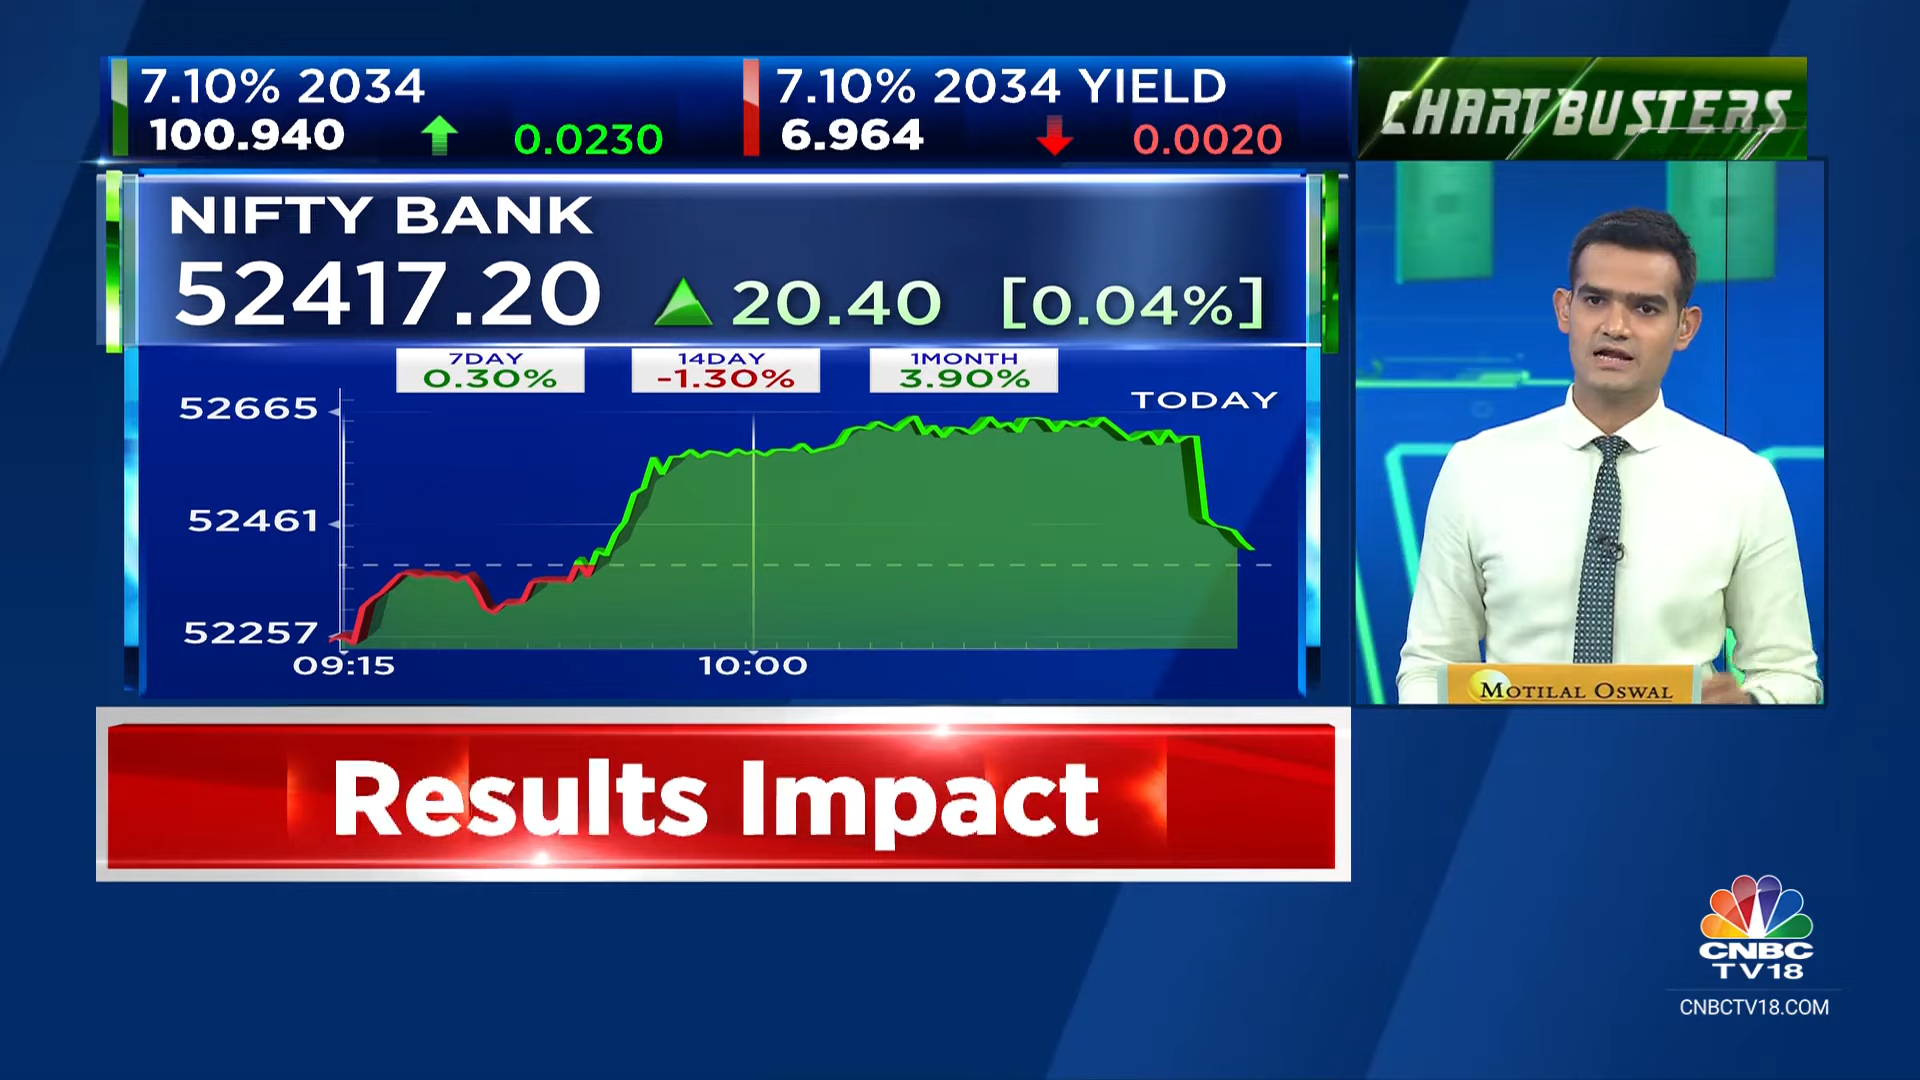 7.10% 2034
100.940 0.0230
7.10% 2034 YIELD
6.964 0.0020
CHARTBUSTERS
NIFTY BANK
52417.20 20.40 [0.04%]
7DAY
0.30%
14DAY
-1.30%
1MONTH
3.90%
TODAY
52665
52461
52257
09:15
10:00
MOTILAL OSWAL
Results Impact
CNBC
TV18
CNBCTV18.COM